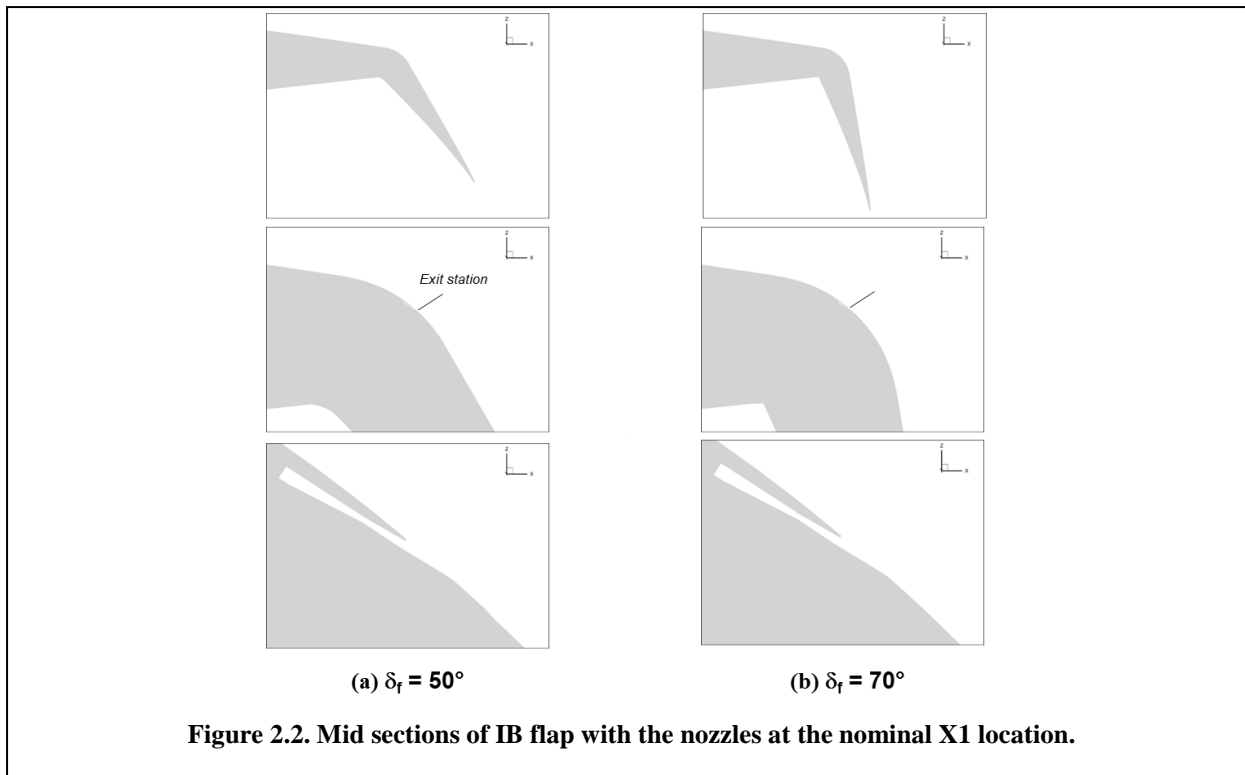 z
x
z
x
z
x
Exit station
z
x
z
x
z
x
(a) δf = 50°
(b) δf = 70°
Figure 2.2. Mid sections of IB flap with the nozzles at the nominal X1 location.